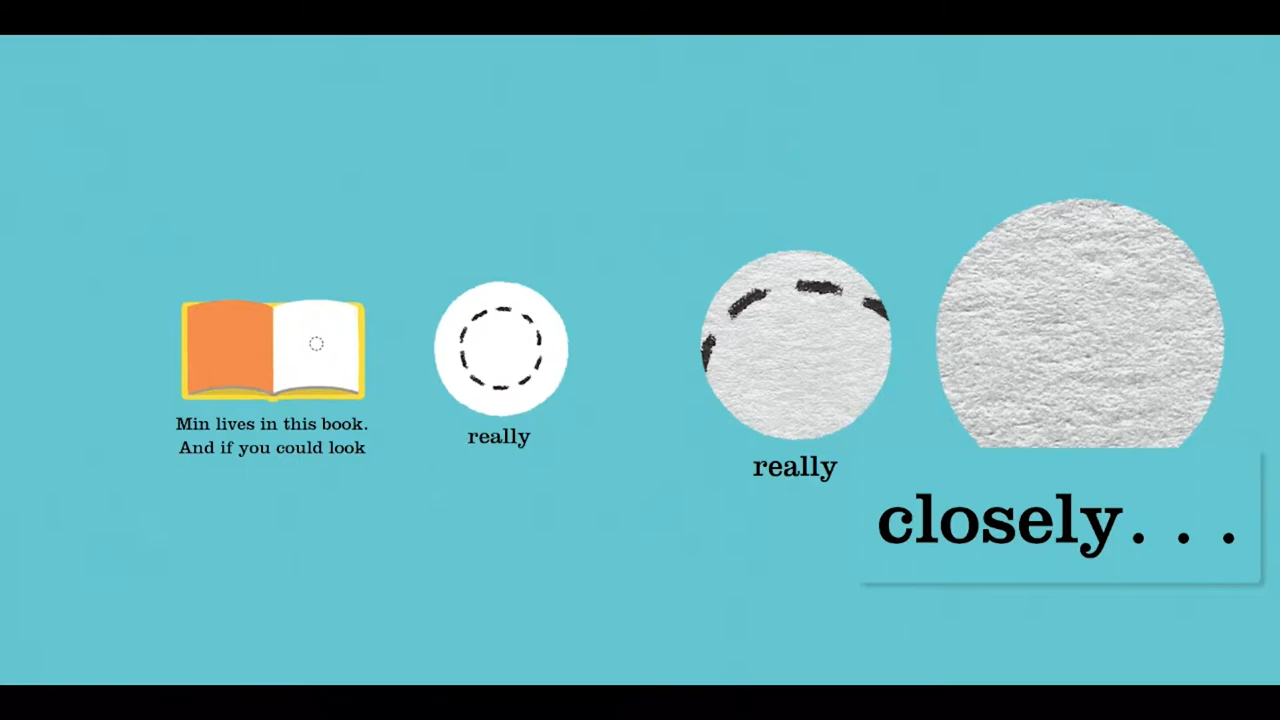 Min lives in this book.
And if you could look
really
really
closely. . .